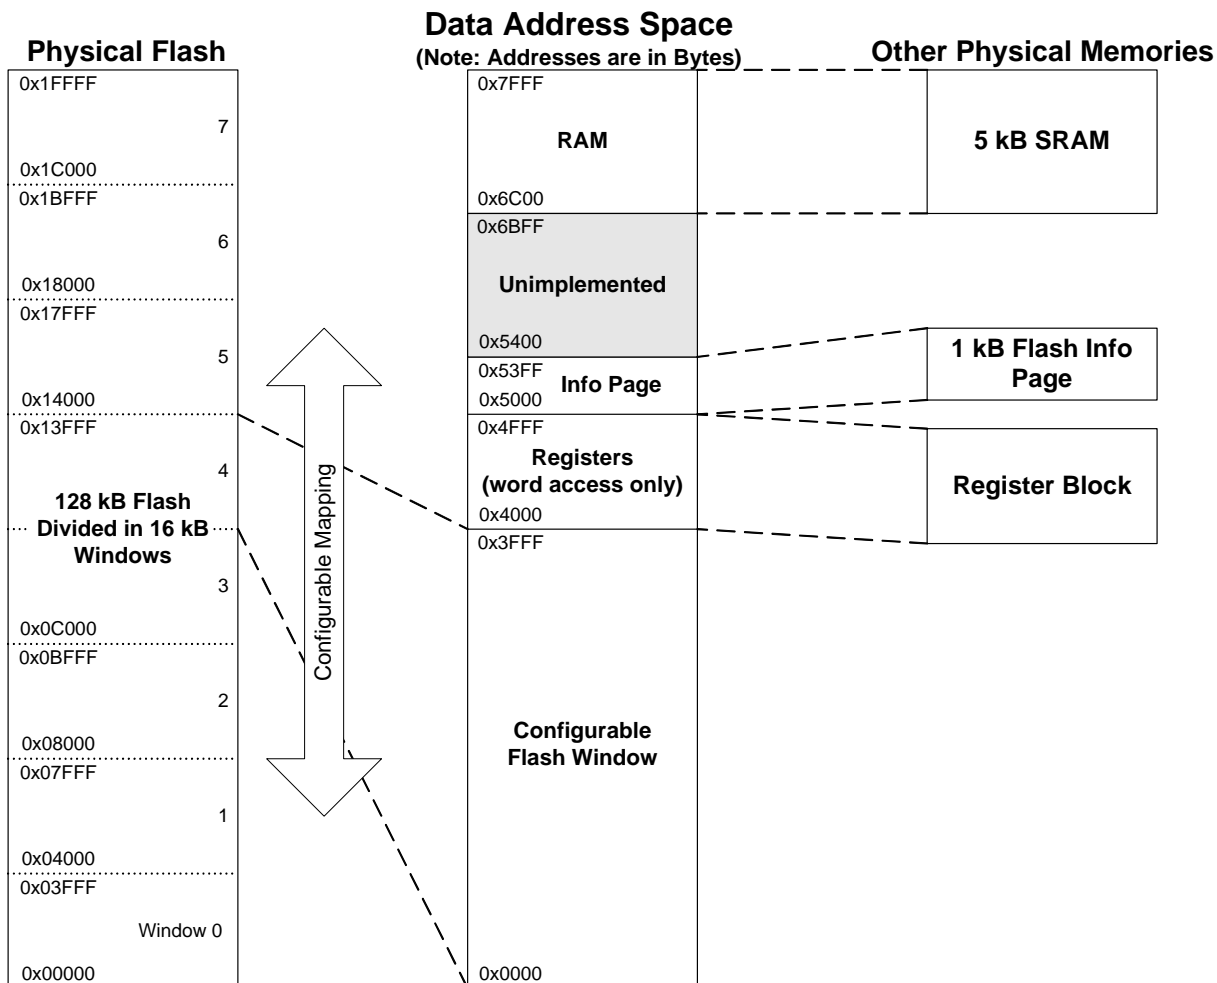 Data Address Space
Physical Flash
(Note: Addresses are in Bytes)
Other Physical Memories
0x1FFFF
7
0x1C000
0x1BFFF
6
0x18000
0x17FFF
5
0x14000
0x13FFF
4
128 kB Flash
Divided in 16 kB
Windows
3
0x0C000
0x0BFFF
2
0x08000
0x07FFF
1
0x04000
0x03FFF
Window 0
0x00000
Configurable Mapping
0x7FFF
RAM
0x6C00
0x6BFF
Unimplemented
0x5400
0x53FF
Info Page
0x5000
0x4FFF
Registers
(word access only)
0x4000
0x3FFF
Configurable
Flash Window
0x0000
5 kB SRAM
1 kB Flash Info
Page
Register Block